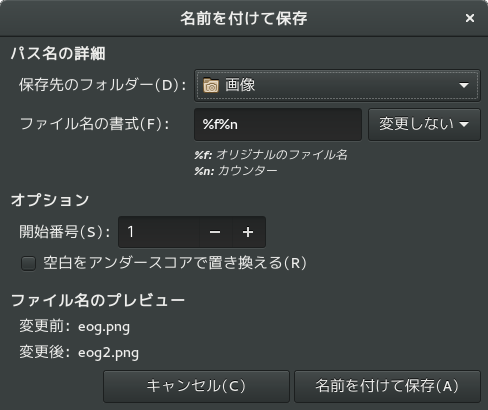 名前を付けて保存 ×
パス名の詳細
保存先のフォルダー(D): 画像
ファイル名の書式(F): %f%n 変更しない
%f: オリジナルのファイル名
%n: カウンター
オプション
開始番号(S): 1 − +
空白をアンダースコアで置き換える(R)
ファイル名のプレビュー
変更前: eog.png
変更後: eog2.png
キャンセル(C) 名前を付けて保存(A)